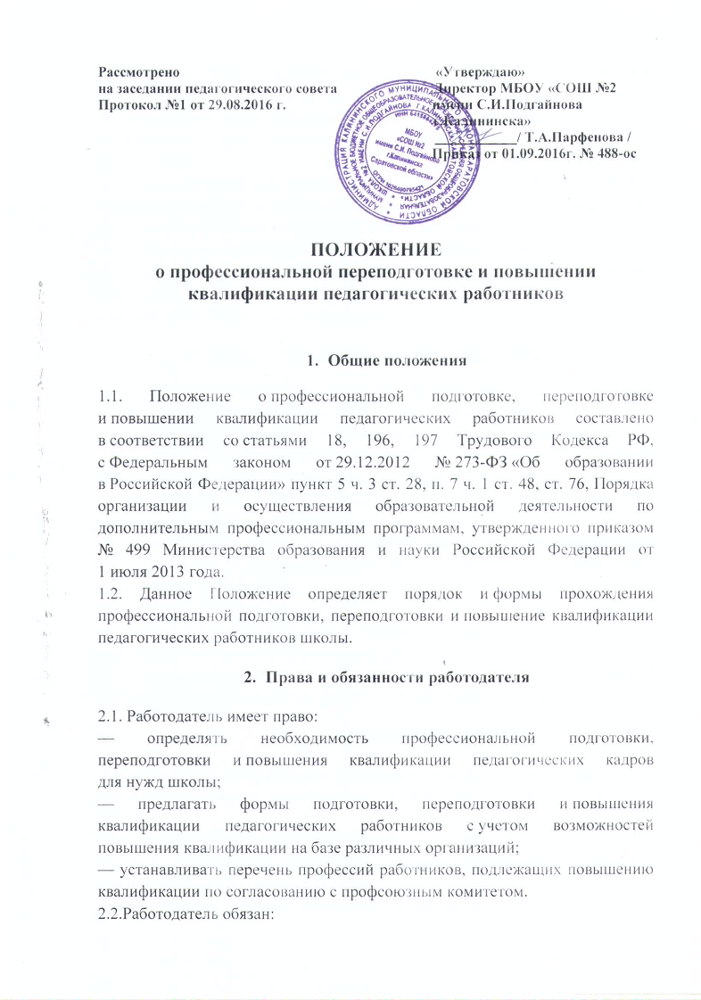 Рассмотрено
на заседании педагогического совета
Протокол №1 от 29.08.2016 г.
«Утверждаю»
Директор МБОУ «СОШ №2
имени С.И.Подгайнова
г.Калининска»
____________/ Т.А.Парфенова /
Приказ от 01.09.2016г. № 488-ос
МБОУ
«СОШ №2
имени С.И. Подгайнова
г.Калининска
Саратовской области»
ПОЛОЖЕНИЕ
о профессиональной переподготовке и повышении
квалификации педагогических работников
1. Общие положения
1.1. Положение о профессиональной подготовке, переподготовке
и повышении квалификации педагогических работников составлено
в соответствии со статьями 18, 196, 197 Трудового Кодекса РФ,
с Федеральным законом от 29.12.2012 № 273-ФЗ «Об образовании
в Российской Федерации» пункт 5 ч. 3 ст. 28, п. 7 ч. 1 ст. 48, ст. 76, Порядка
организации и осуществления образовательной деятельности по
дополнительным профессиональным программам, утвержденного приказом
№ 499 Министерства образования и науки Российской Федерации от
1 июля 2013 года.
1.2. Данное Положение определяет порядок и формы прохождения
профессиональной подготовки, переподготовки и повышение квалификации
педагогических работников школы.
2. Права и обязанности работодателя
2.1. Работодатель имеет право:
— определять необходимость профессиональной подготовки,
переподготовки и повышения квалификации педагогических кадров
для нужд школы;
— предлагать формы подготовки, переподготовки и повышения
квалификации педагогических работников с учетом возможностей
повышения квалификации на базе различных организаций;
— устанавливать перечень профессий работников, подлежащих повышению
квалификации по согласованию с профсоюзным комитетом.
2.2.Работодатель обязан: